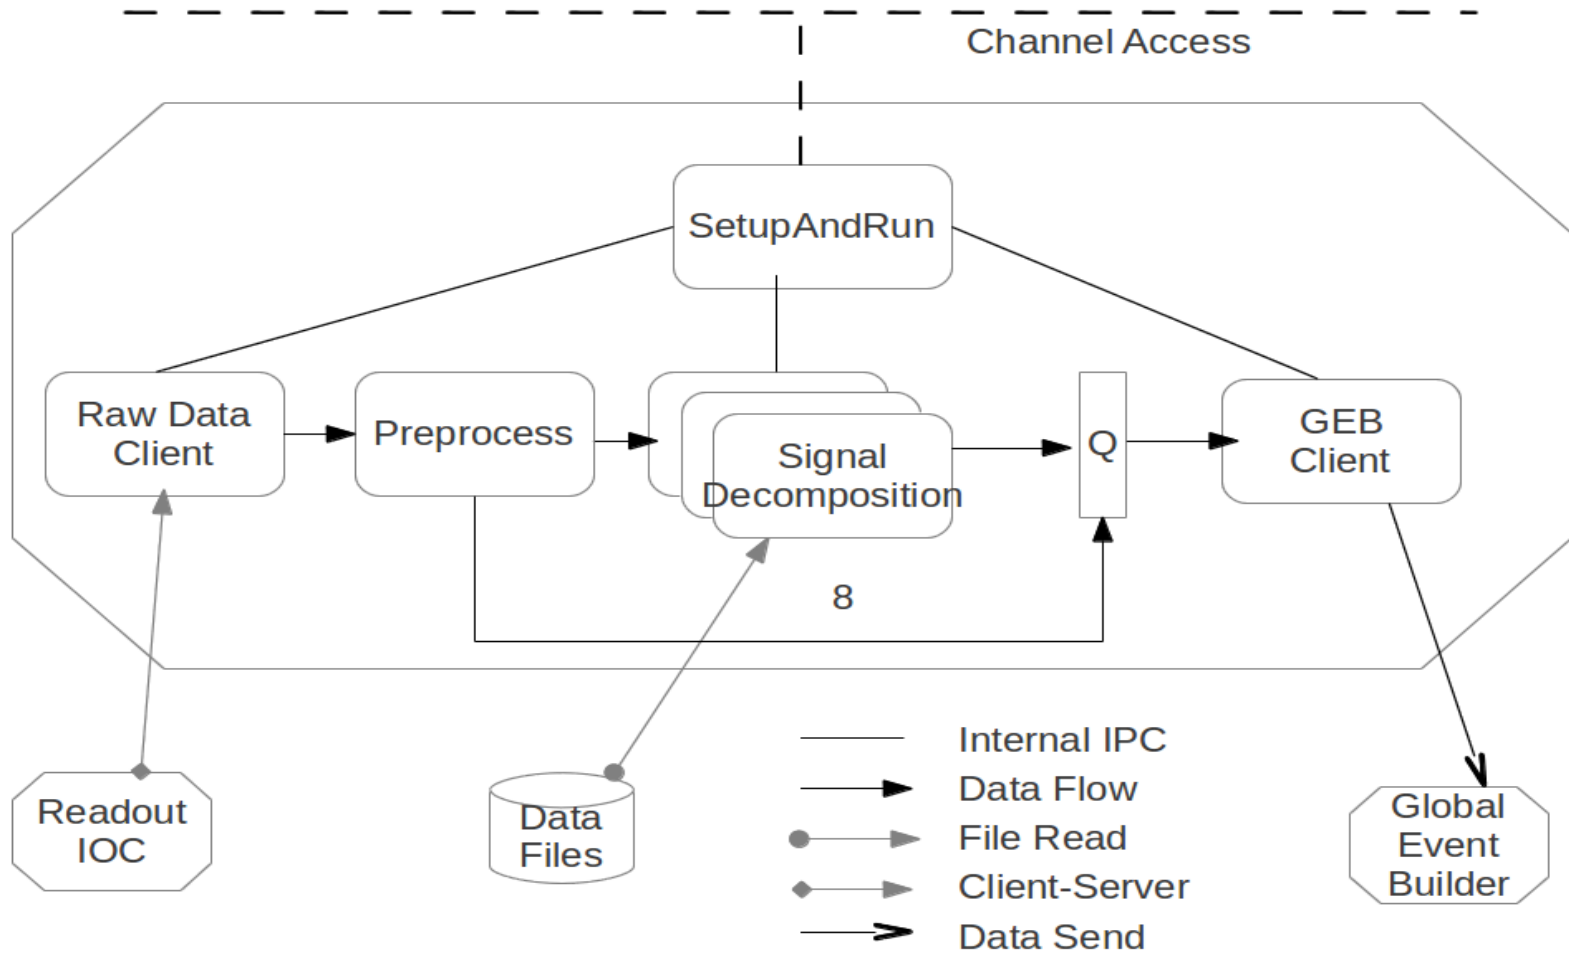 Channel Access
SetupAndRun
Raw Data
Client
Preprocess
Signal
Decomposition
Q
GEB
Client
8
Readout
IOC
Data
Files
Internal IPC
Data Flow
File Read
Client-Server
Data Send
Global
Event
Builder